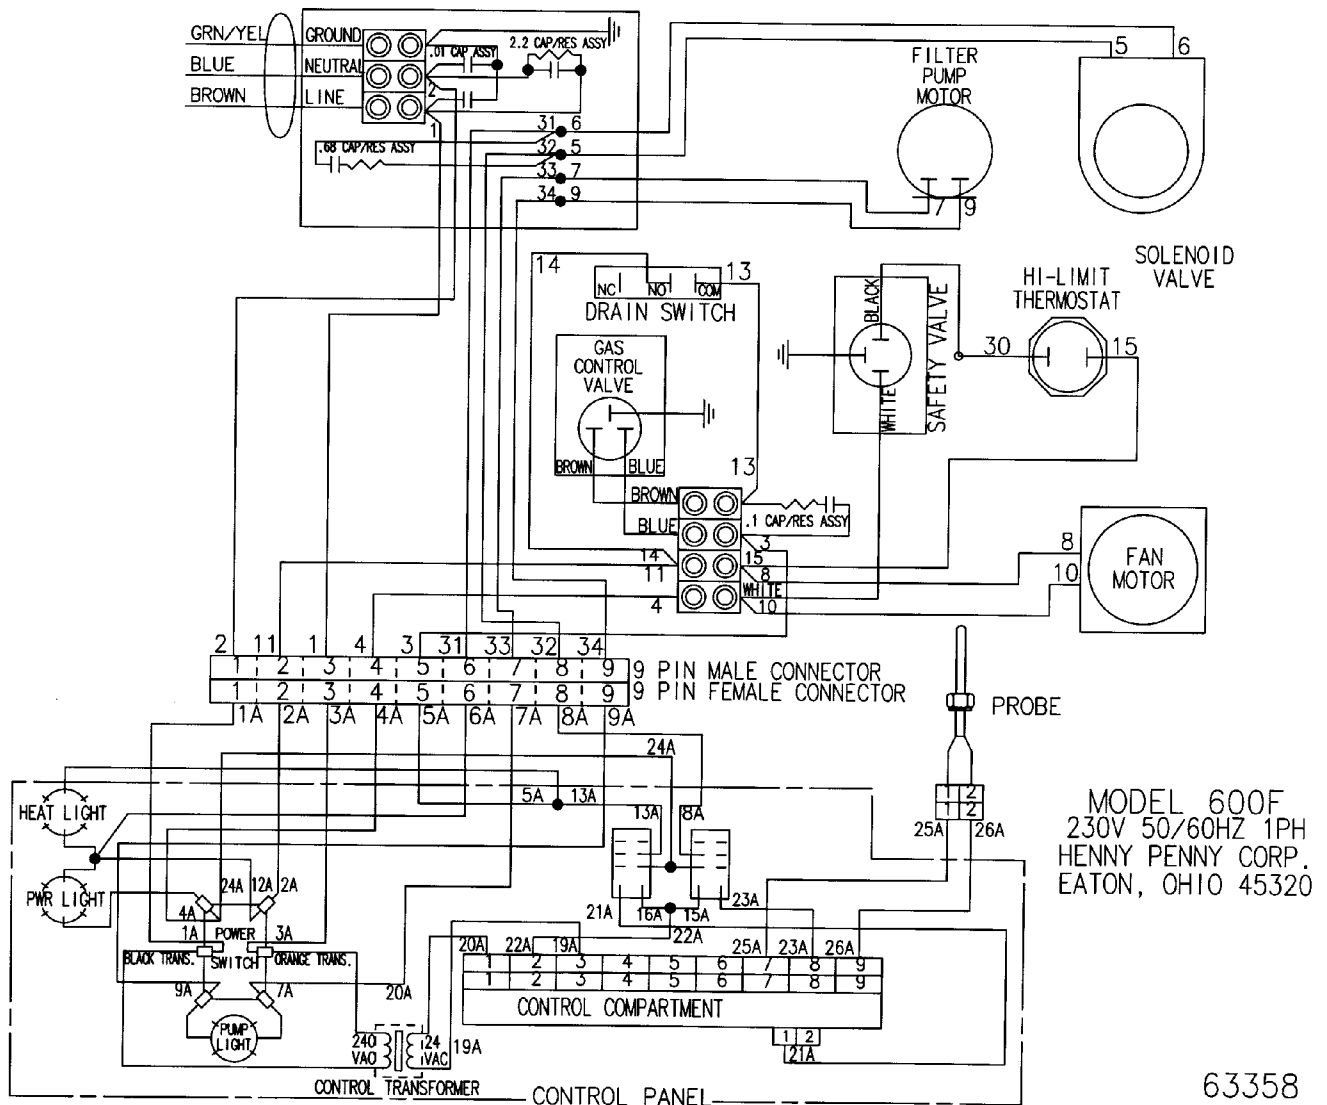 GRN/YEL GROUND
BLUE NEUTRAL
BROWN LINE
.01 CAP ASSY
2.2 CAP/RES ASSY
2
1
.68 CAP/RES ASSY
31 6
32 5
33 7
34 9
FILTER
PUMP
MOTOR
7 9
5 6
SOLENOID
VALVE
14
13
NC NO COM
DRAIN SWITCH
GAS
CONTROL
VALVE
BROWN BLUE
BLACK
WHITE
SAFETY VALVE
HI-LIMIT
THERMOSTAT
30 15
13
BROWN
BLUE
.1 CAP/RES ASSY
3
14
11
4
15
8
WHITE
10
8
10
FAN
MOTOR
2 11 1 4 3 31 33 32 34
1 2 3 4 5 6 7 8 9
9 PIN MALE CONNECTOR
1 2 3 4 5 6 7 8 9
9 PIN FEMALE CONNECTOR
1A 2A 3A 4A 5A 6A 7A 8A 9A
24A
PROBE
1 2
1 2
25A 26A
HEAT LIGHT
PWR LIGHT
5A 13A
13A 8A
24A 12A 2A
4A
1A POWER 3A
BLACK TRANS. SWITCH ORANGE TRANS.
9A 7A
PUMP
LIGHT
20A
21A 16A 15A 23A
22A
20A 22A 19A 25A 23A 26A
1 2 3 4 5 6 7 8 9
1 2 3 4 5 6 7 8 9
CONTROL COMPARTMENT
1 2
21A
240
VAC
24
VAC
19A
CONTROL TRANSFORMER
CONTROL PANEL
MODEL 600F
230V 50/60HZ 1PH
HENNY PENNY CORP.
EATON, OHIO 45320
63358